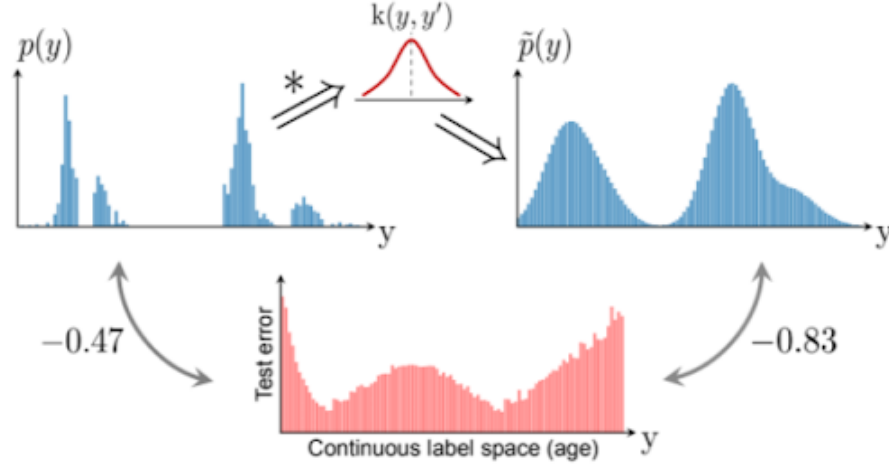 k(y, y′)
p(y)
*
p̃(y)
y
y
−0.47
Test error
−0.83
y
Continuous label space (age)